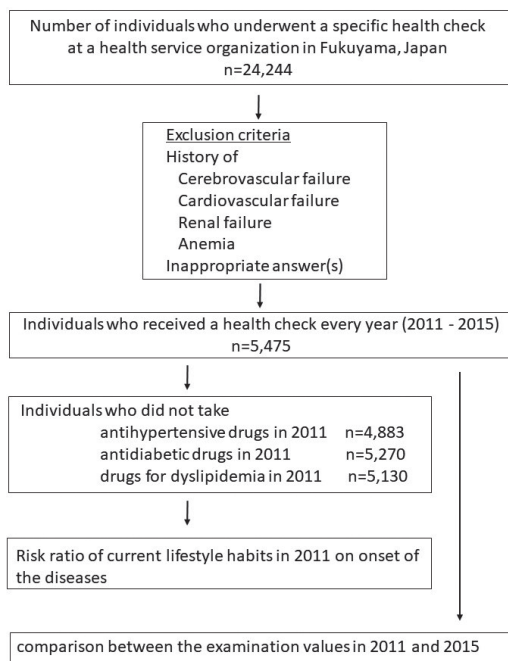 Number of individuals who underwent a specific health check
at a health service organization in Fukuyama, Japan
n=24,244
Exclusion criteria
History of
Cerebrovascular failure
Cardiovascular failure
Renal failure
Anemia
Inappropriate answer(s)
Individuals who received a health check every year (2011 - 2015)
n=5,475
Individuals who did not take
antihypertensive drugs in 2011 n=4,883
antidiabetic drugs in 2011 n=5,270
drugs for dyslipidemia in 2011 n=5,130
Risk ratio of current lifestyle habits in 2011 on onset of
the diseases
comparison between the examination values in 2011 and 2015